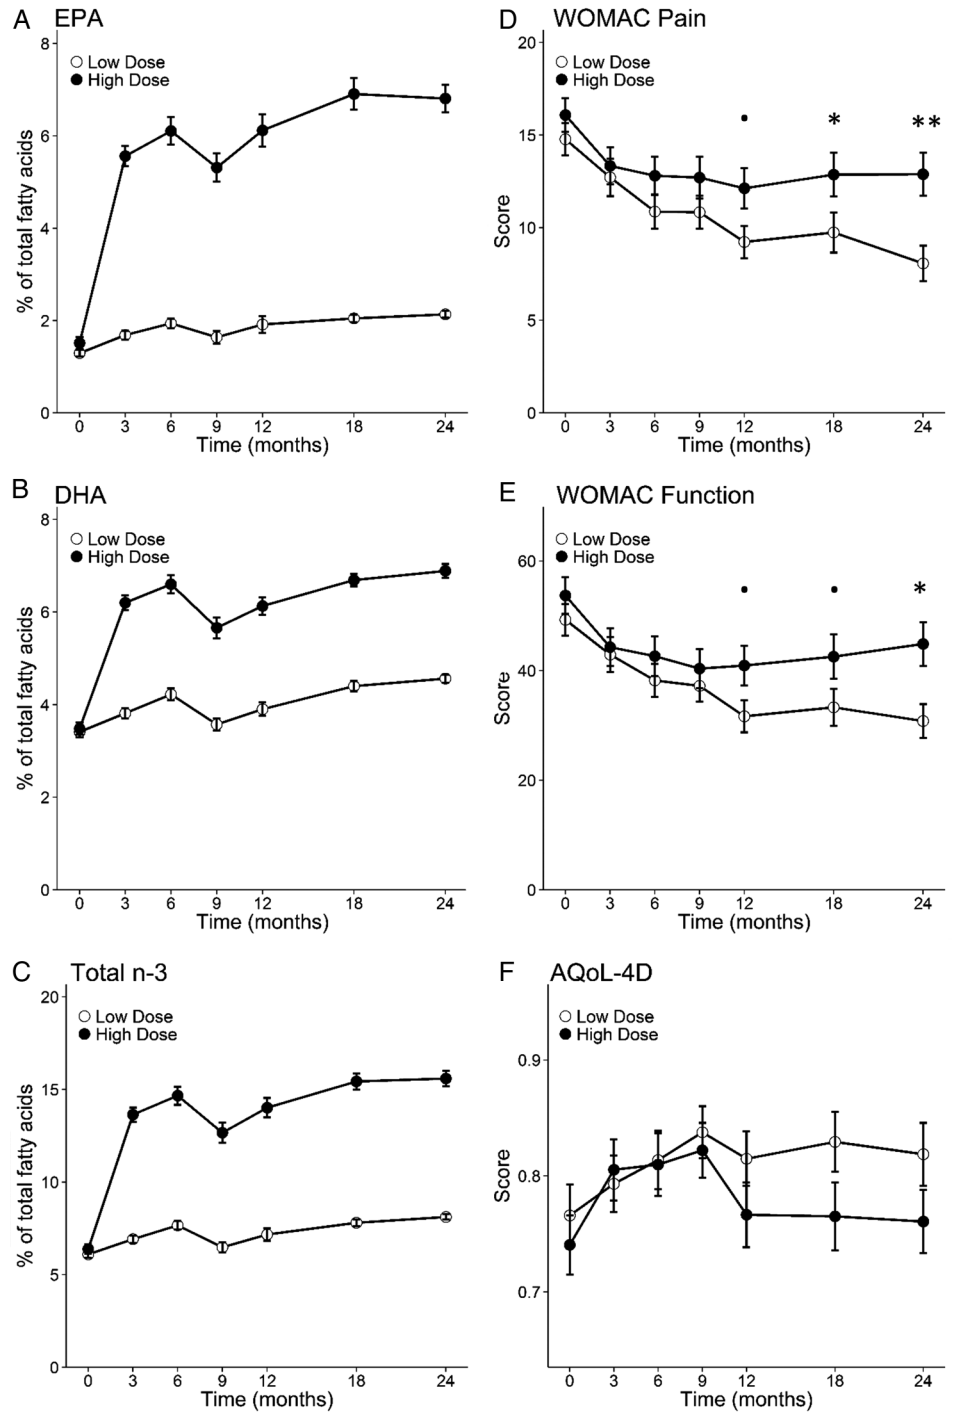 A EPA
8
Low Dose
High Dose
6
4
2
0
% of total fatty acids
0 3 6 9 12 18 24
Time (months)
D WOMAC Pain
20
Low Dose
High Dose
• * **
15
10
5
0
Score
0 3 6 9 12 18 24
Time (months)
B DHA
8
Low Dose
High Dose
6
4
2
0
% of total fatty acids
0 3 6 9 12 18 24
Time (months)
E WOMAC Function
Low Dose
High Dose
60
• • *
40
20
0
Score
0 3 6 9 12 18 24
Time (months)
C Total n-3
20
Low Dose
High Dose
15
10
5
0
% of total fatty acids
0 3 6 9 12 18 24
Time (months)
F AQoL-4D
Low Dose
High Dose
0.9
0.8
0.7
Score
0 3 6 9 12 18 24
Time (months)